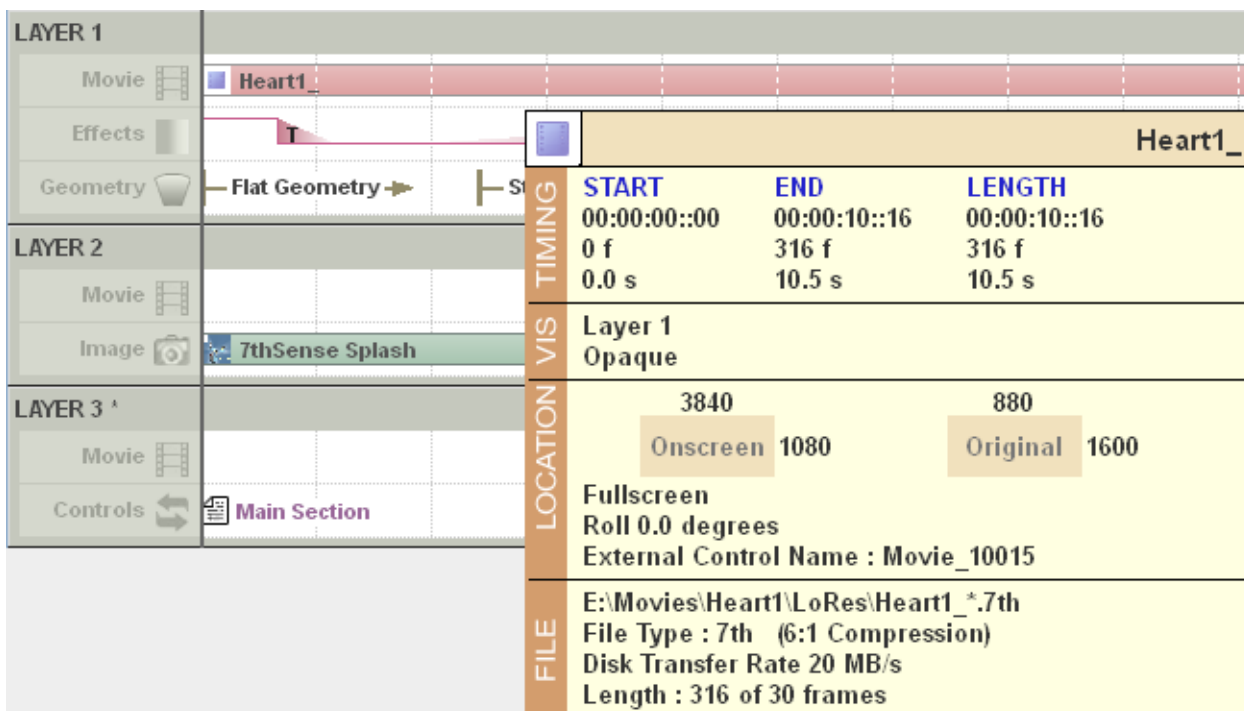 LAYER 1
Movie
Heart1_
Effects
T
Geometry
Flat Geometry
St
LAYER 2
Movie
Image
7thSense Splash
LAYER 3 *
Movie
Controls
Main Section
Heart1_
TIMING
START END LENGTH
00:00:00::00 00:00:10::16 00:00:10::16
0 f 316 f 316 f
0.0 s 10.5 s 10.5 s
VIS
Layer 1
Opaque
LOCATION
3840 880
Onscreen 1080 Original 1600
Fullscreen
Roll 0.0 degrees
External Control Name : Movie_10015
FILE
E:\Movies\Heart1\LoRes\Heart1_*.7th
File Type : 7th (6:1 Compression)
Disk Transfer Rate 20 MB/s
Length : 316 of 30 frames